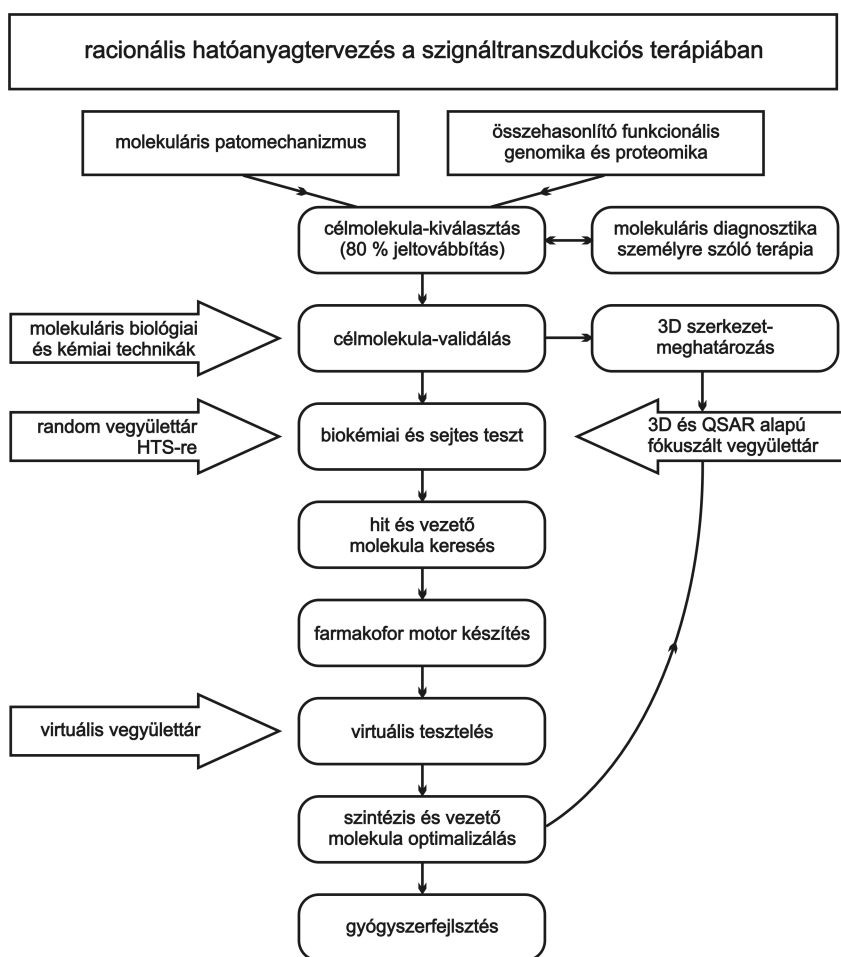 racionális hatóanyagtervezés a szignáltranszdukciós terápiában
molekuláris patomechanizmus
összehasonlító funkcionális
genomika és proteomika
célmolekula-kiválasztás
(80 % jeltovábbítás)
molekuláris diagnosztika
személyre szóló terápia
molekuláris biológiai
és kémiai technikák
célmolekula-validálás
3D szerkezet-
meghatározás
random vegyülettár
HTS-re
biokémiai és sejtes teszt
3D és QSAR alapú
fókuszált vegyülettár
hit és vezető
molekula keresés
farmakofor motor készítés
virtuális vegyülettár
virtuális tesztelés
szintézis és vezető
molekula optimalizálás
gyógyszerfejlsztés